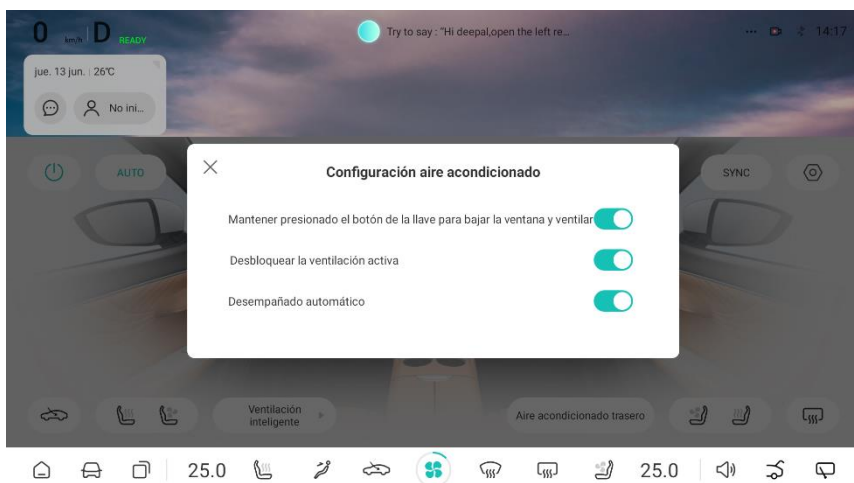 0 km/h D READY
Try to say : "Hi deepal,open the left re...
... 14:17
jue. 13 jun. | 26℃
No ini...
AUTO
SYNC
Configuración aire acondicionado
Mantener presionado el botón de la llave para bajar la ventana y ventilar
Desbloquear la ventilación activa
Desempañado automático
Ventilación
inteligente
Aire acondicionado trasero
25.0
25.0